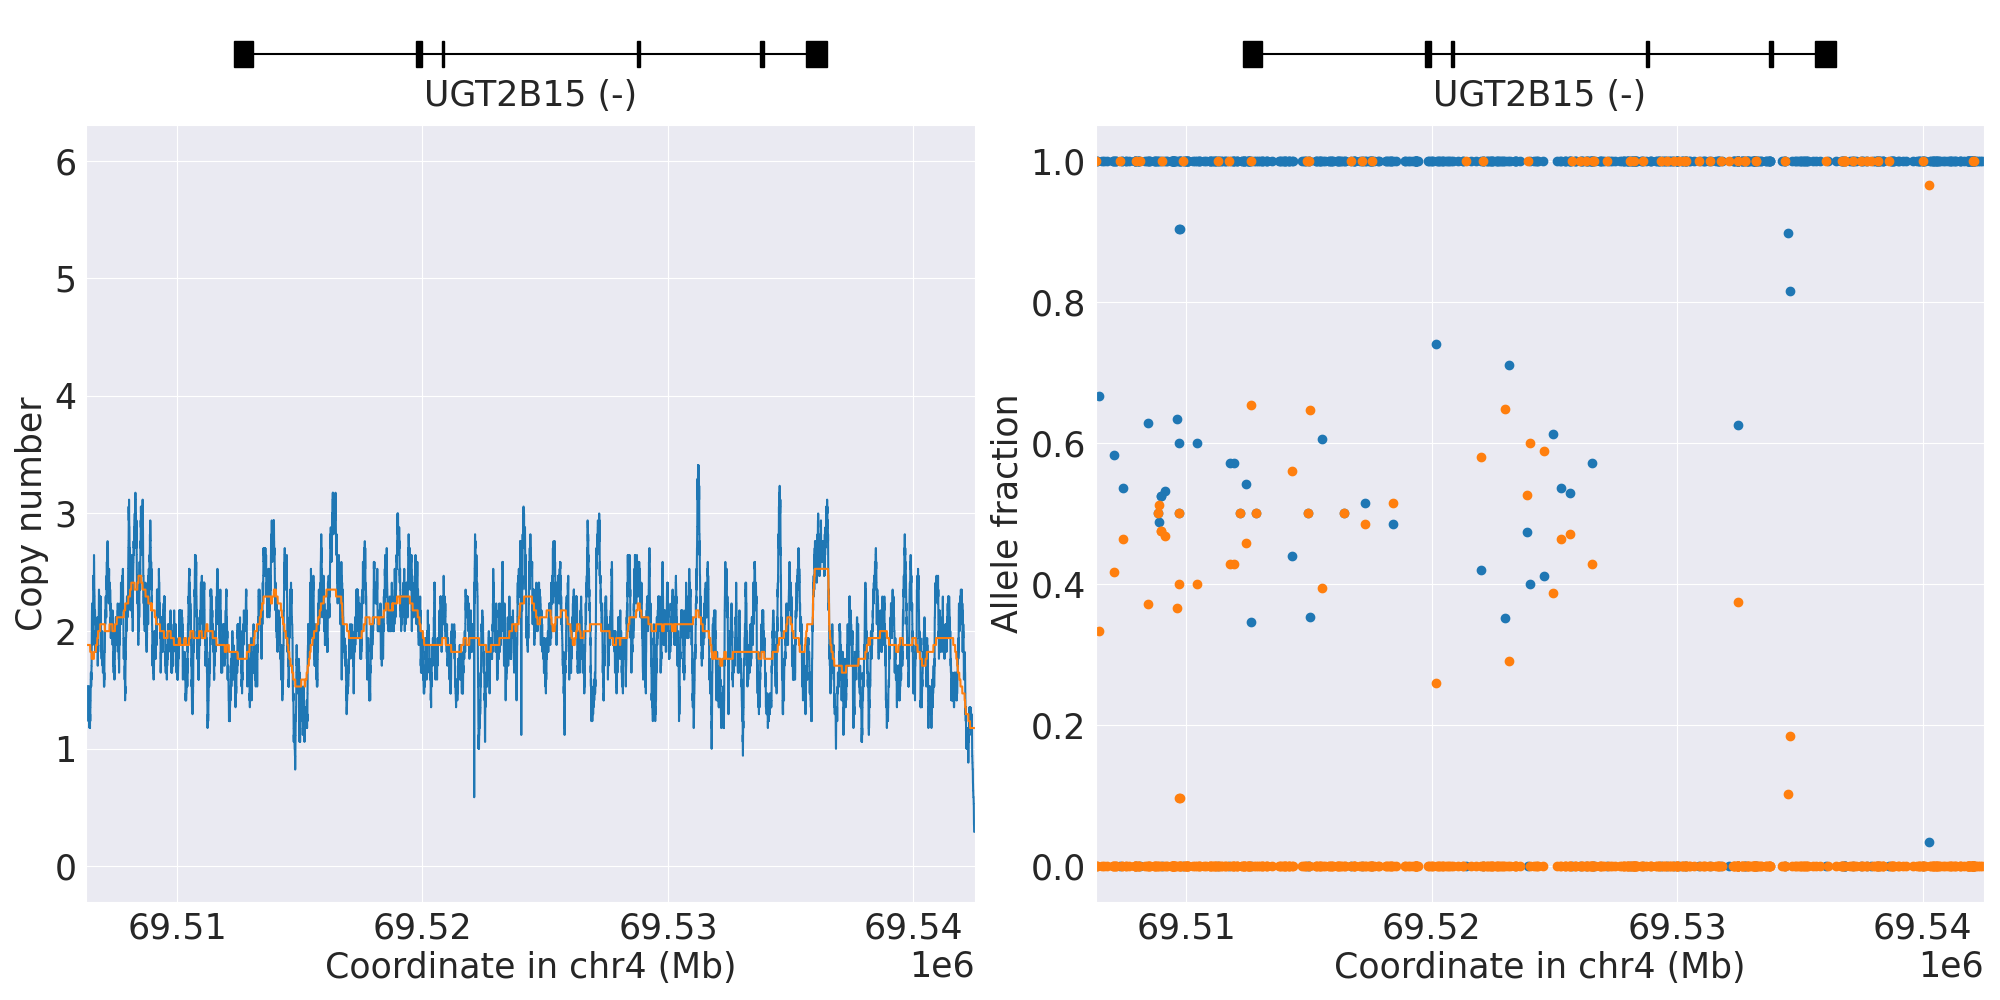 UGT2B15 (-)
6
5
4
3
2
1
0
Copy number
69.51 69.52 69.53 69.54
Coordinate in chr4 (Mb)
1e6
UGT2B15 (-)
1.0
0.8
0.6
0.4
0.2
0.0
Allele fraction
69.51 69.52 69.53 69.54
Coordinate in chr4 (Mb)
1e6